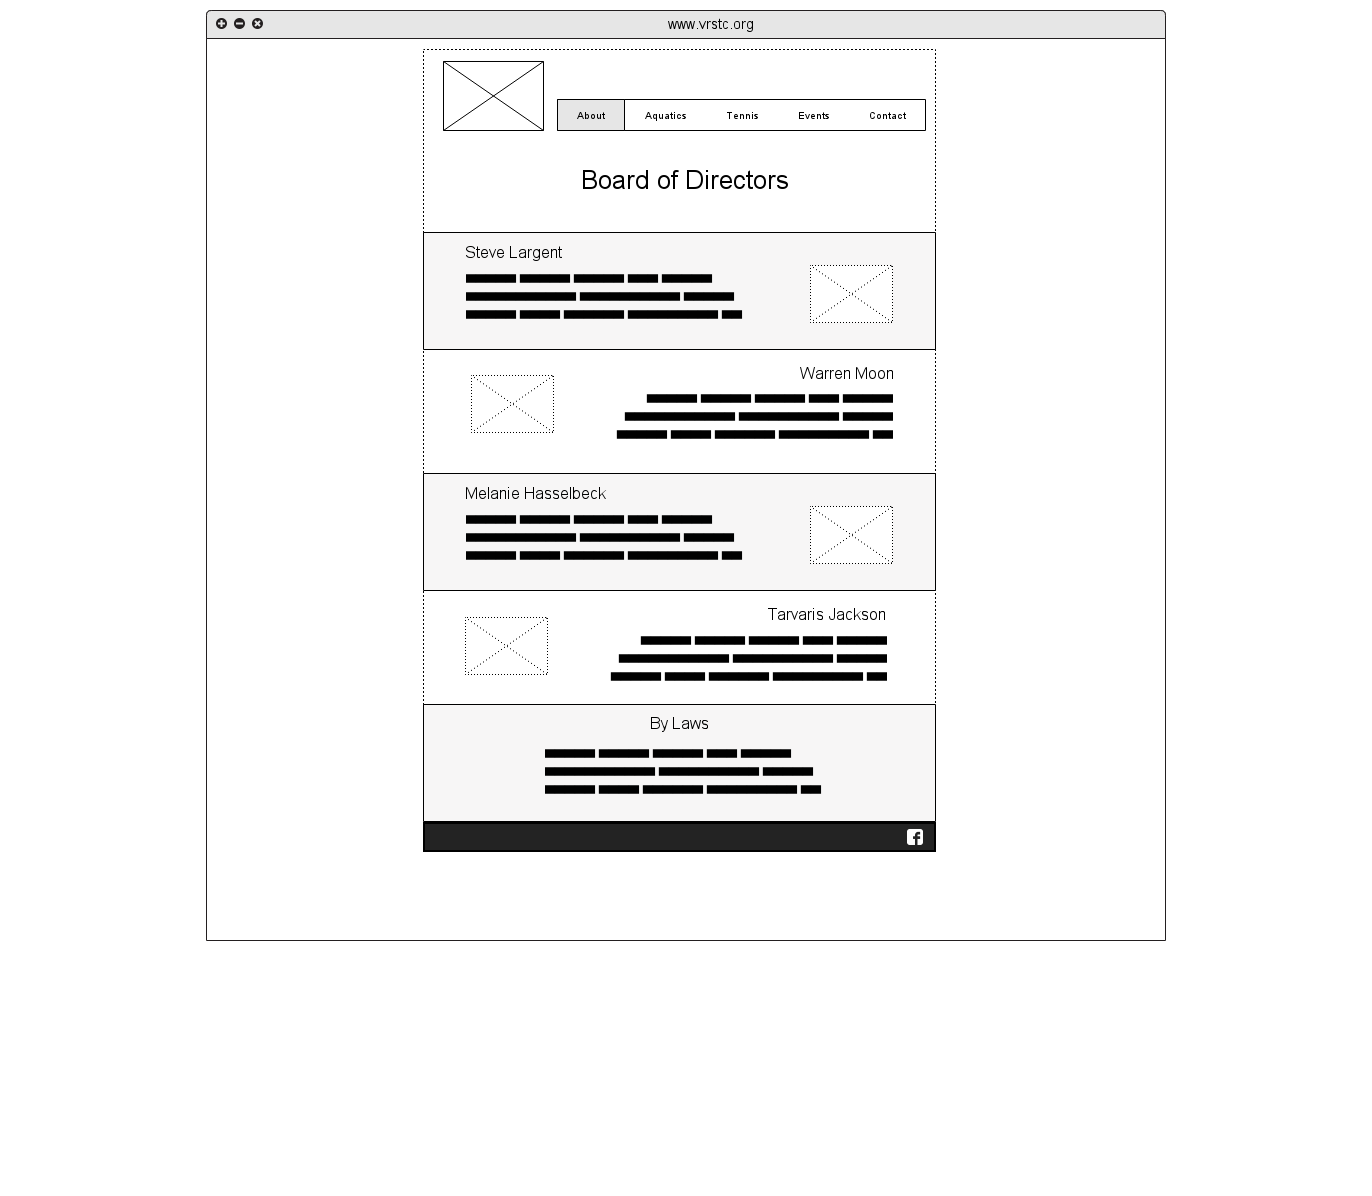 www.vrstc.org
About Aquatics Tennis Events Contact
Board of Directors
Steve Largent
Warren Moon
Melanie Hasselbeck
Tarvaris Jackson
By Laws